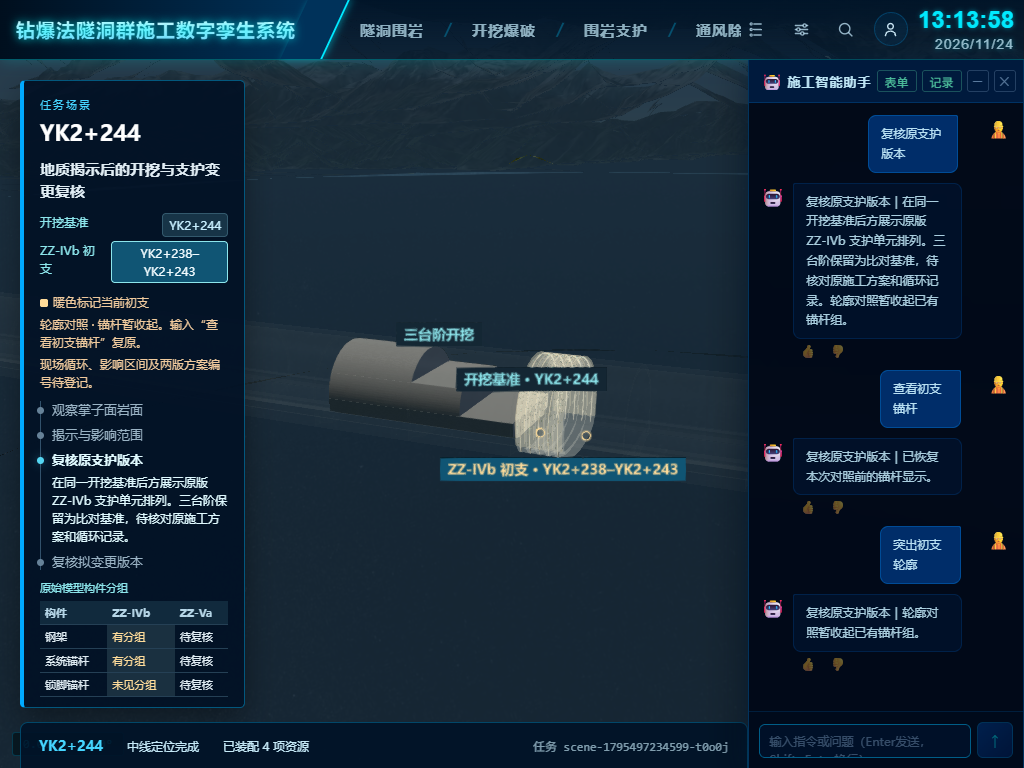 钻爆法隧洞群施工数字孪生系统
隧洞围岩 / 开挖爆破 / 围岩支护 / 通风除
13:13:58
2026/11/24
任务场景
YK2+244
地质揭示后的开挖与支护变
更复核
开挖基准 YK2+244
ZZ-IVb 初
支
YK2+238–
YK2+243
暖色标记当前初支
轮廓对照 · 锚杆暂收起。输入“查
看初支锚杆”复原。
现场循环、影响区间及两版方案编
号待登记。
观察掌子面岩面
揭示与影响范围
复核原支护版本
在同一开挖基准后方展示原版
ZZ-IVb 支护单元排列。三台阶保
留为比对基准，待核对原施工方
案和循环记录。
复核拟变更版本
原始模型构件分组
构件 ZZ-IVb ZZ-Va
钢架 有分组 待复核
系统锚杆 有分组 待复核
锁脚锚杆 未见分组 待复核
三台阶开挖
开挖基准 • YK2+244
ZZ-IVb 初支 • YK2+238–YK2+243
YK2+244 中线定位完成 已装配 4 项资源 任务 scene-1795497234599-t0o0j
施工智能助手 表单 记录
复核原支护
版本
复核原支护版本 | 在同一
开挖基准后方展示原版
ZZ-IVb 支护单元排列。三
台阶保留为比对基准，待
核对原施工方案和循环记
录。轮廓对照暂收起已有
锚杆组。
查看初支
锚杆
复核原支护版本 | 已恢复
本次对照前的锚杆显示。
突出初支
轮廓
复核原支护版本 | 轮廓对
照暂收起已有锚杆组。
输入指令或问题（Enter发送，